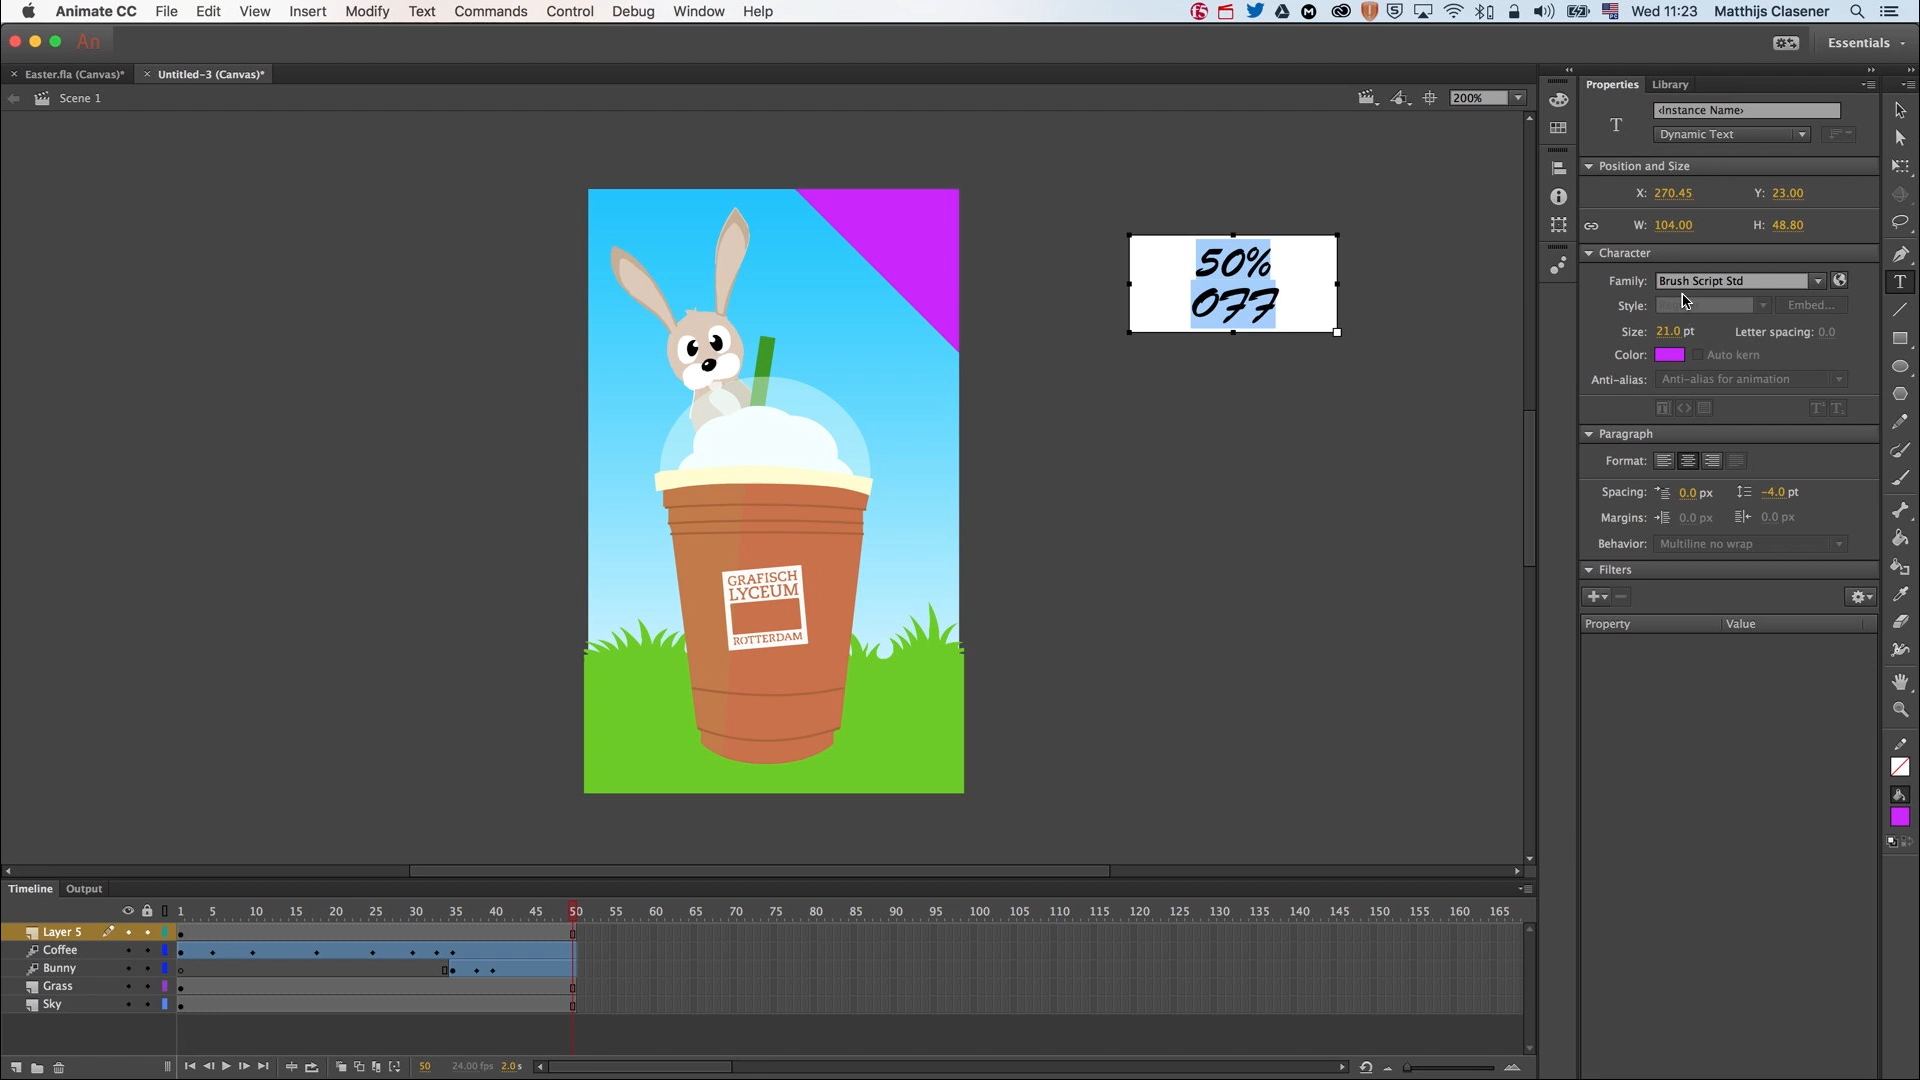 Animate CC File Edit View Insert Modify Text Commands Control Debug Window Help
Wed 11:23 Matthijs Clasener
An
Essentials
Easter.fla (Canvas)*
Untitled-3 (Canvas)*
Scene 1
200%
50%
OFF
GRAFISCH
LYCEUM
ROTTERDAM
Properties Library
<Instance Name>
T
Dynamic Text
Position and Size
X: 270.45 Y: 23.00
W: 104.00 H: 48.80
Character
Family: Brush Script Std
Style: Embed...
Size: 21.0 pt Letter spacing: 0.0
Color: Auto kern
Anti-alias: Anti-alias for animation
Paragraph
Format:
Spacing: 0.0 px -4.0 pt
Margins: 0.0 px 0.0 px
Behavior: Multiline no wrap
Filters
Property Value
Timeline Output
1 5 10 15 20 25 30 35 40 45 50 55 60 65 70 75 80 85 90 95 100 105 110 115 120 125 130 135 140 145 150 155 160 165
Layer 5
Coffee
Bunny
Grass
Sky
50 24.00 fps 2.0 s